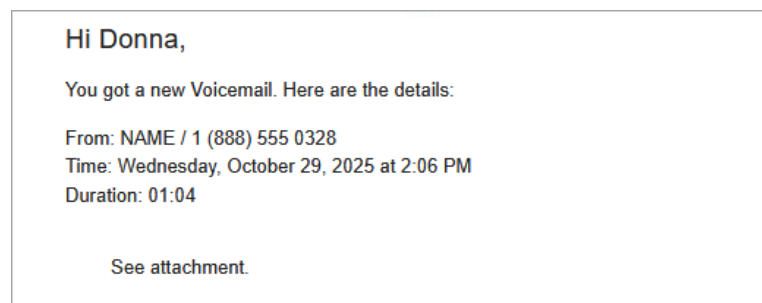 Hi Donna,
You got a new Voicemail. Here are the details:
From: NAME / 1 (888) 555 0328
Time: Wednesday, October 29, 2025 at 2:06 PM
Duration: 01:04
See attachment.